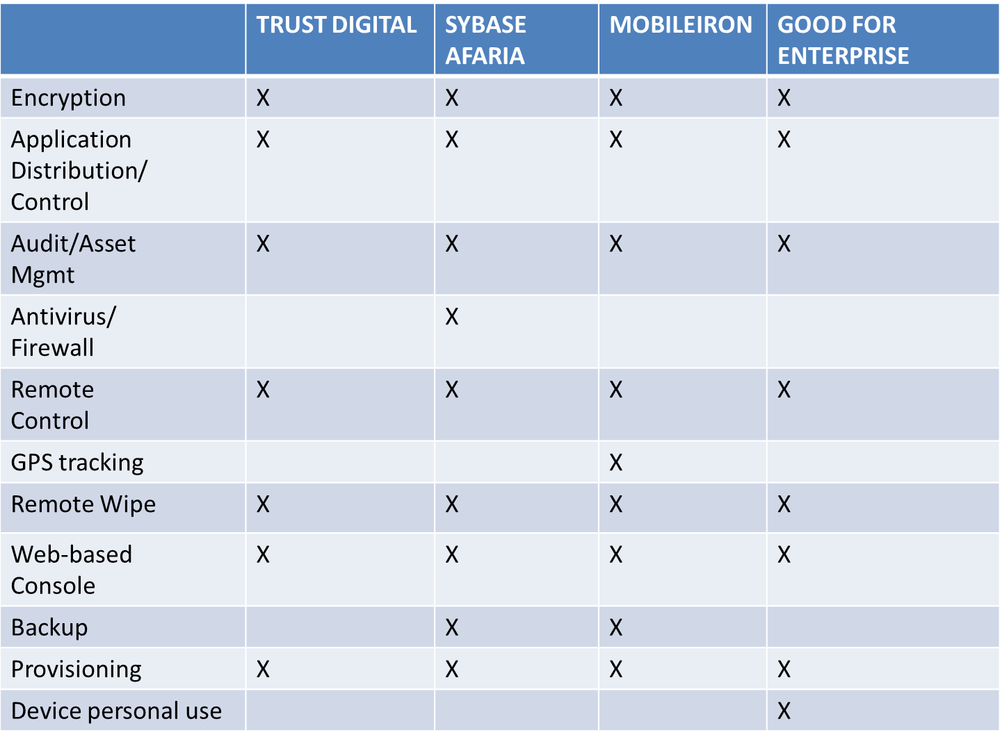 TRUST DIGITAL SYBASE AFARIA MOBILEIRON GOOD FOR ENTERPRISE
Encryption X X X X
Application X X X X
Distribution/
Control
Audit/Asset X X X X
Mgmt
Antivirus/ X
Firewall
Remote X X X X
Control
GPS tracking X
Remote Wipe X X X X
Web-based X X X X
Console
Backup X X
Provisioning X X X X
Device personal use X